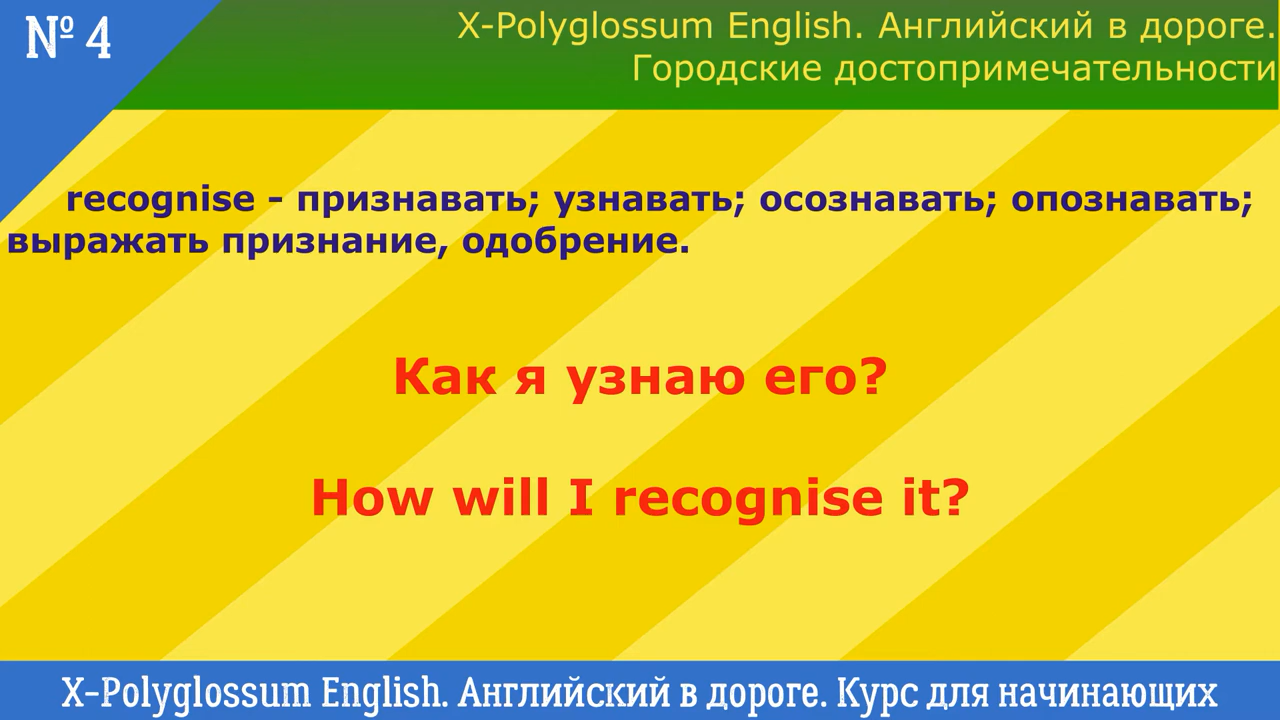 № 4
X-Polyglossum English. Английский в дороге.
Городские достопримечательности
recognise - признавать; узнавать; осознавать; опознавать;
выражать признание, одобрение.
Как я узнаю его?
How will I recognise it?
X-Polyglossum English. Английский в дороге. Курс для начинающих